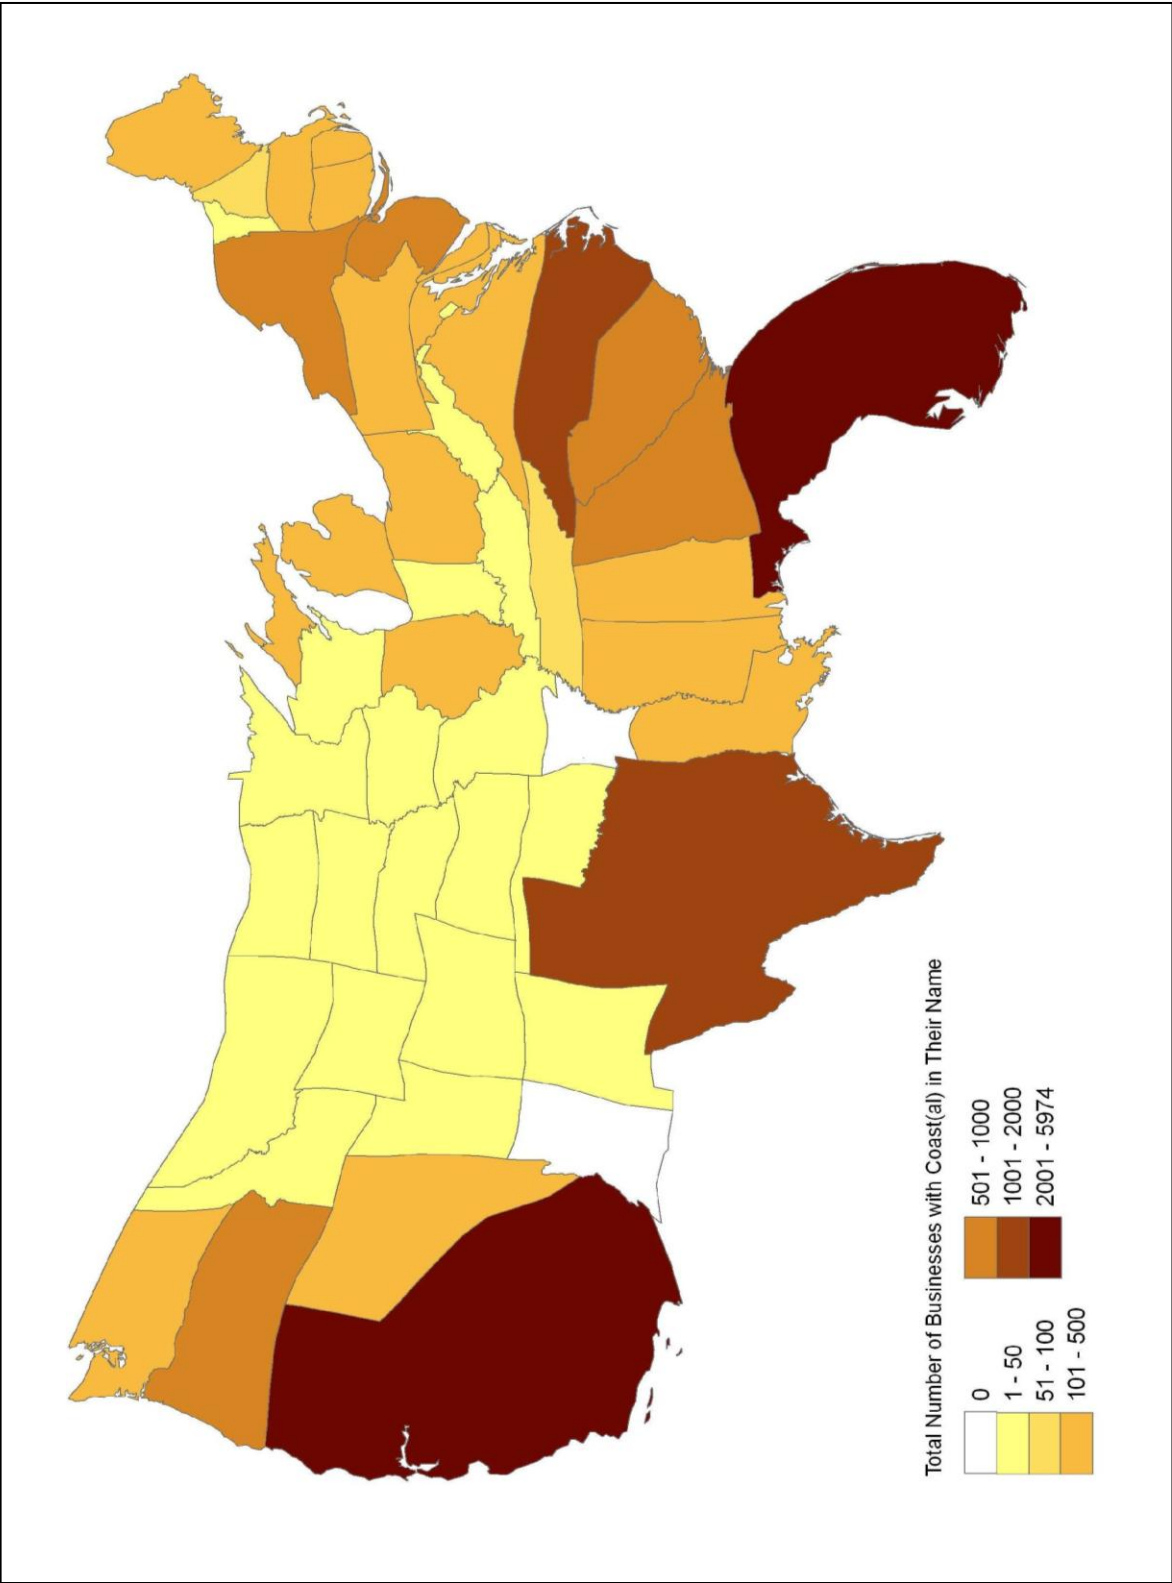 Total Number of Businesses with Coast(al) in Their Name
0
1 - 50
51 - 100
101 - 500
501 - 1000
1001 - 2000
2001 - 5974